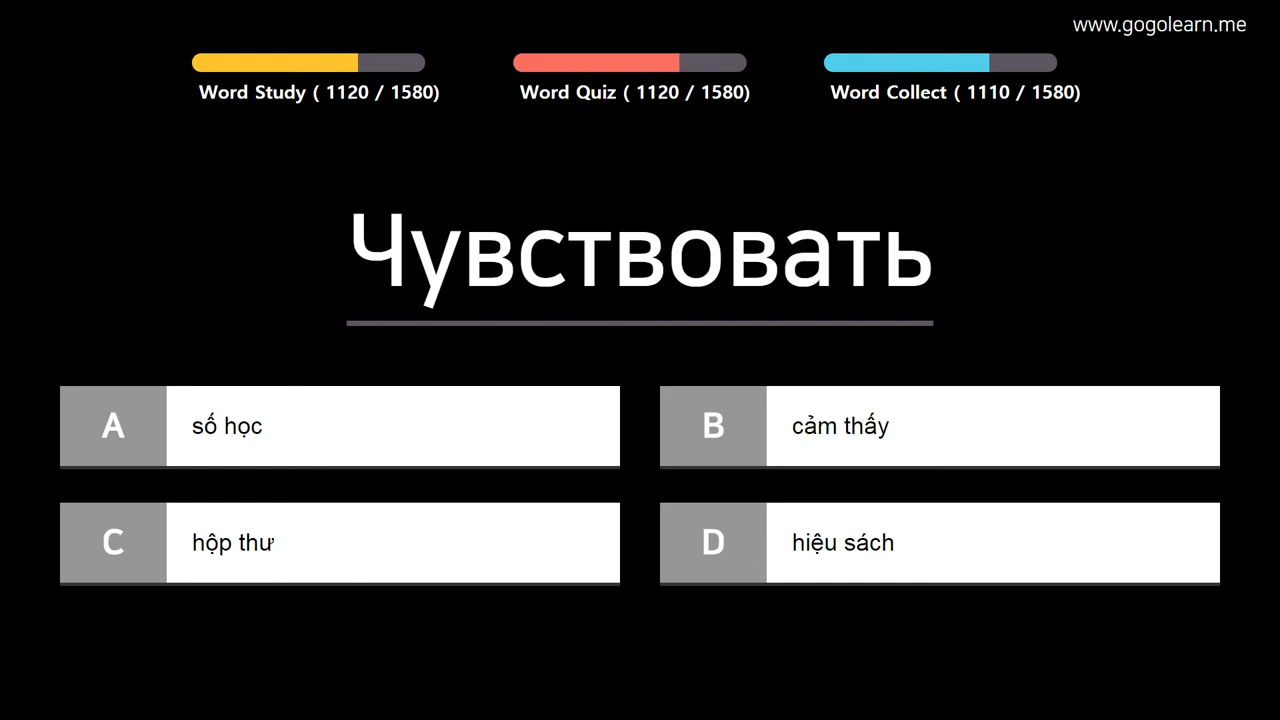 www.gogolearn.me
Word Study ( 1120 / 1580)
Word Quiz ( 1120 / 1580)
Word Collect ( 1110 / 1580)
Чувствовать
A số học
B cảm thấy
C hộp thư
D hiệu sách